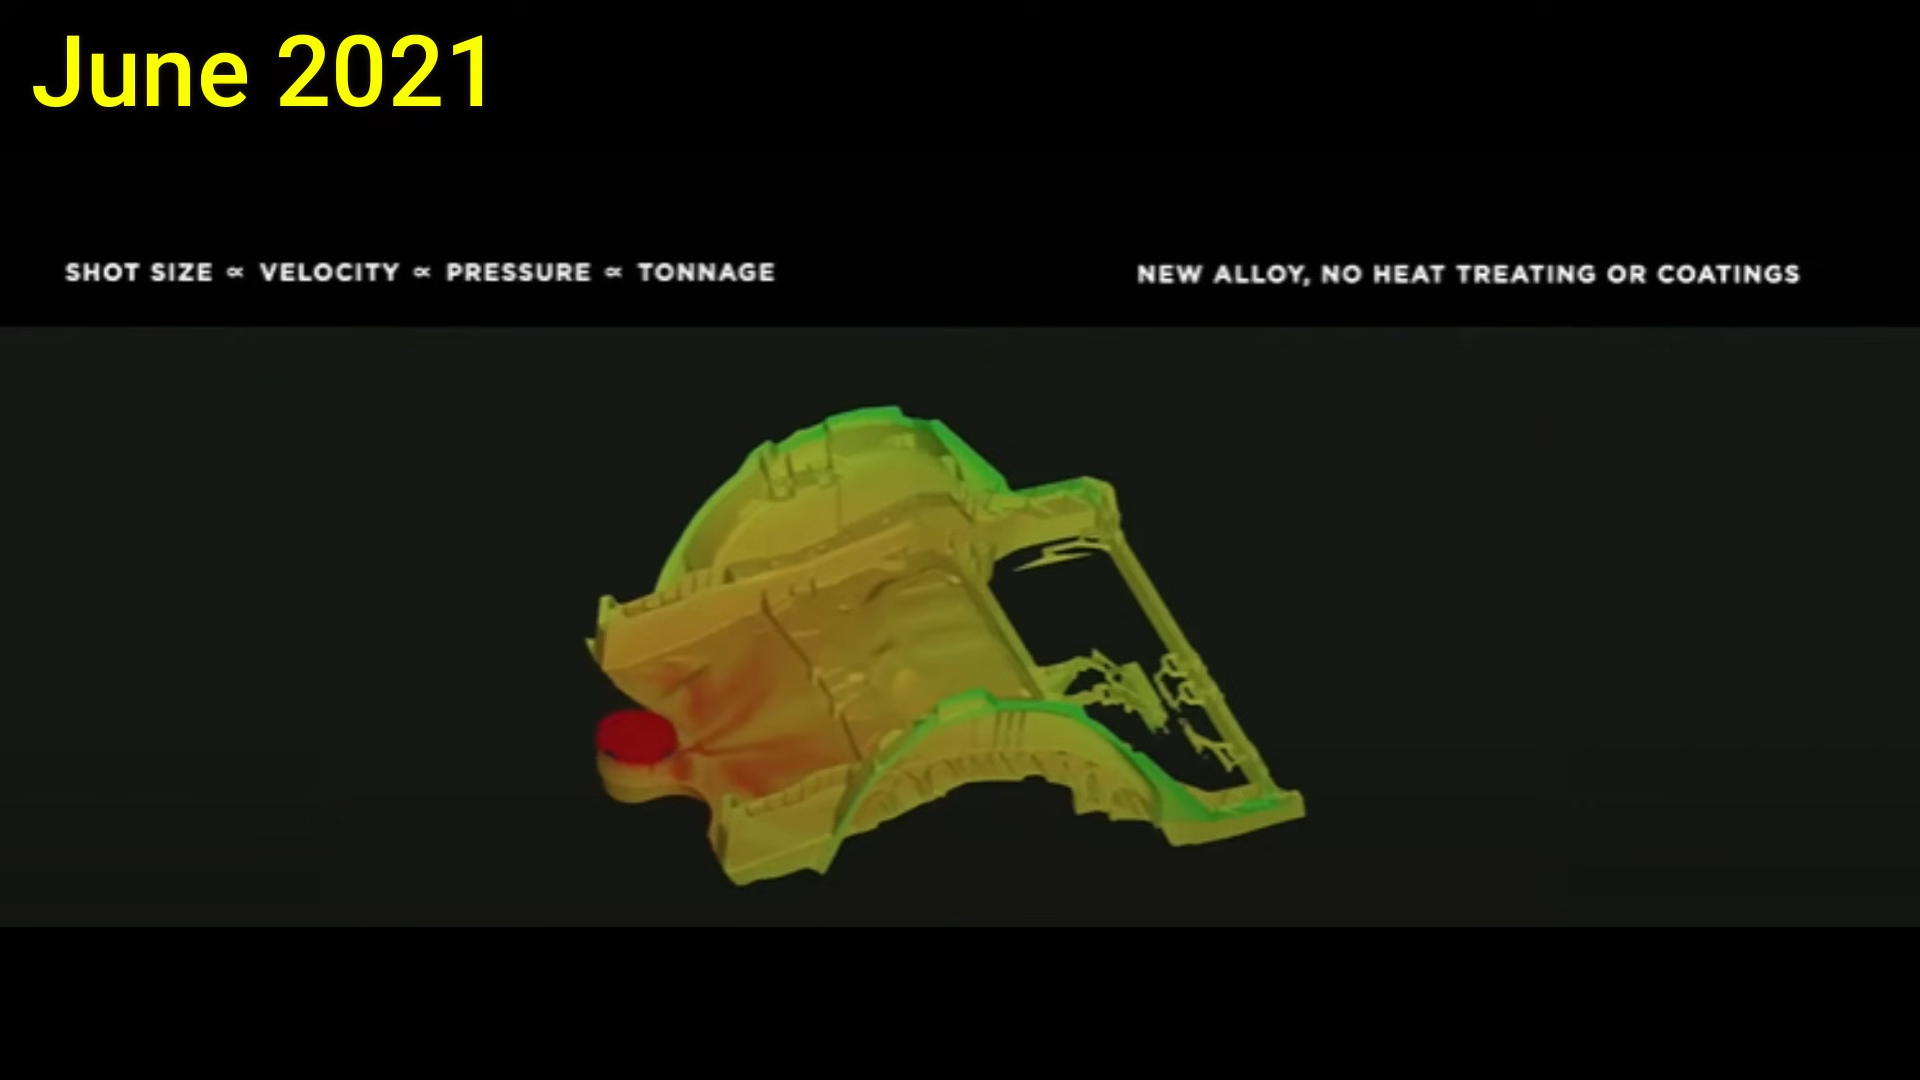 June 2021
SHOT SIZE ∝ VELOCITY ∝ PRESSURE ∝ TONNAGE
NEW ALLOY, NO HEAT TREATING OR COATINGS